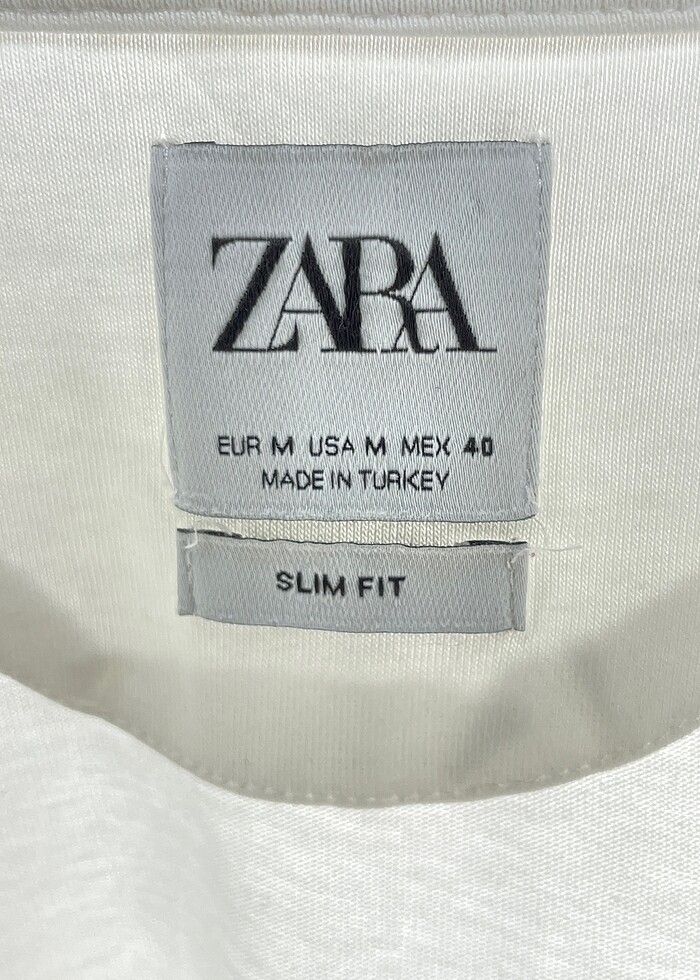 ZARA
EUR M USA M MEX 40
MADE IN TURKEY
SLIM FIT